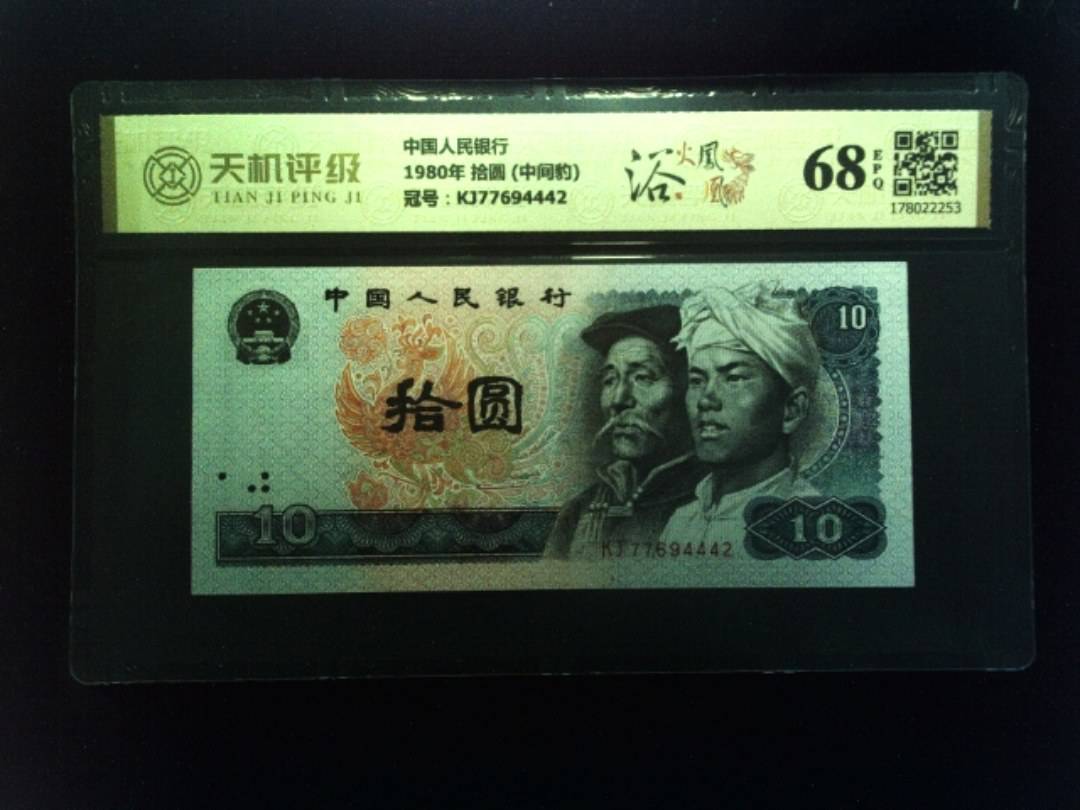 天机评级
TIAN JI PING JI
中国人民银行
1980年 拾圆 (中间豹)
冠号：KJ77694442
浴火凤凰
68 EPQ
178022253
中国人民银行
10
拾圆
10
10
KJ77694442